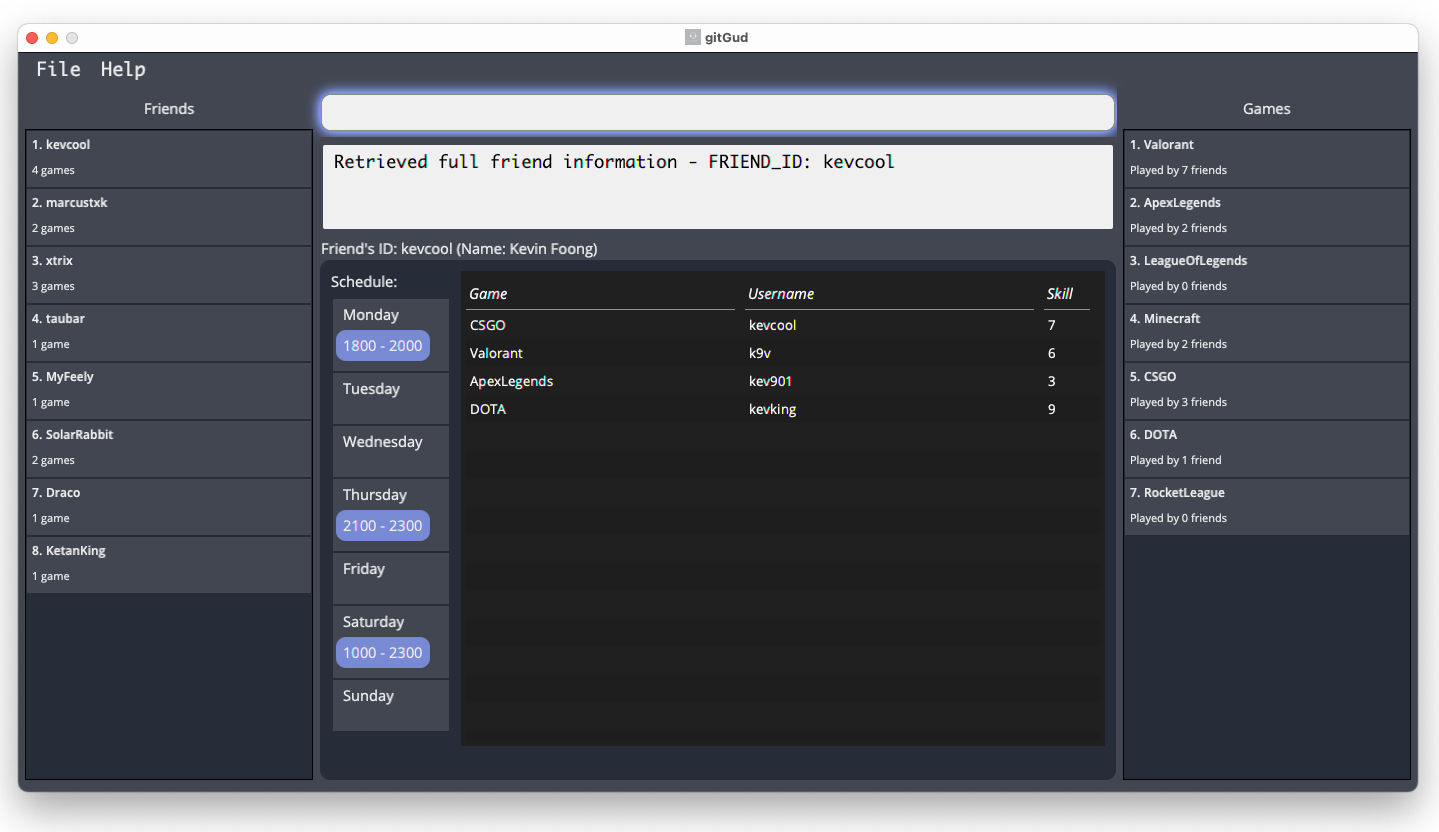 gitGud
File Help
Friends
1. kevcool
4 games
2. marcustxk
2 games
3. xtrix
3 games
4. taubar
1 game
5. MyFeely
1 game
6. SolarRabbit
2 games
7. Draco
1 game
8. KetanKing
1 game
Retrieved full friend information - FRIEND_ID: kevcool
Friend's ID: kevcool (Name: Kevin Foong)
Schedule:
Monday
1800 - 2000
Tuesday
Wednesday
Thursday
2100 - 2300
Friday
Saturday
1000 - 2300
Sunday
Game Username Skill
CSGO kevcool 7
Valorant k9v 6
ApexLegends kev901 3
DOTA kevking 9
Games
1. Valorant
Played by 7 friends
2. ApexLegends
Played by 2 friends
3. LeagueOfLegends
Played by 0 friends
4. Minecraft
Played by 2 friends
5. CSGO
Played by 3 friends
6. DOTA
Played by 1 friend
7. RocketLeague
Played by 0 friends